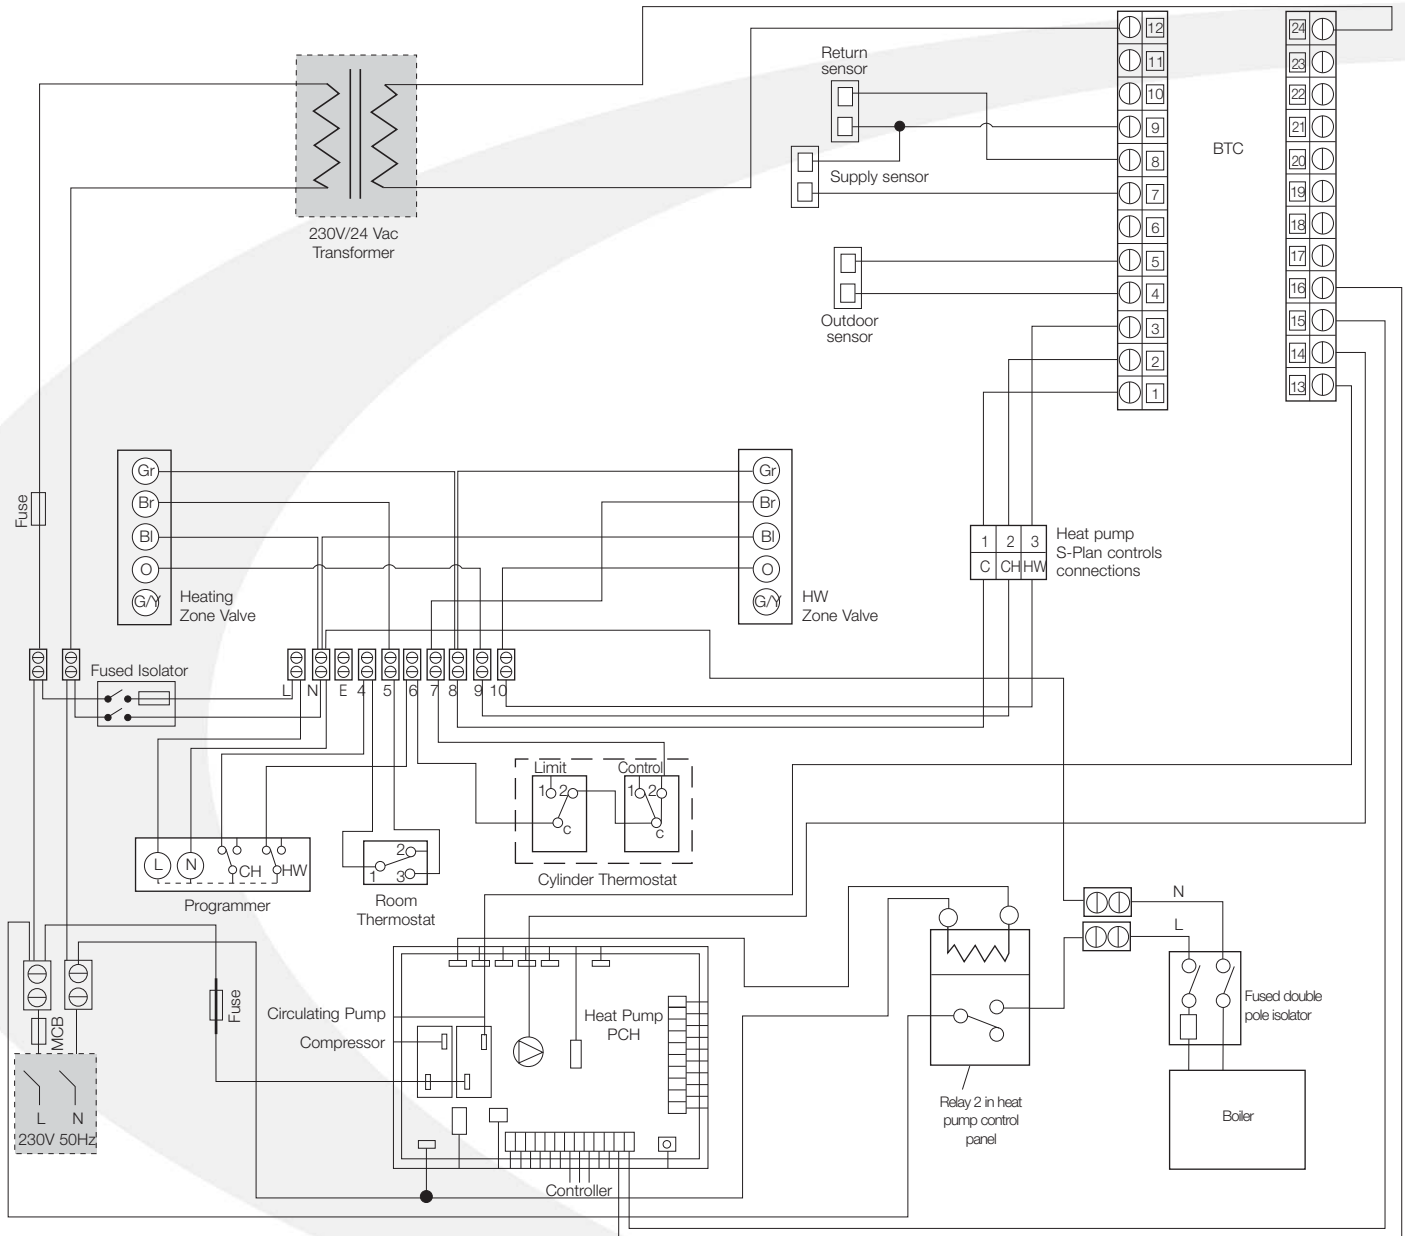 12
11
10
9
8
7
6
5
4
3
2
1
24
23
22
21
20
19
18
17
16
15
14
13
BTC
Return
sensor
Supply sensor
Outdoor
sensor
230V/24 Vac
Transformer
Fuse
Gr
Br
Bl
O
G/Y
Heating
Zone Valve
Gr
Br
Bl
O
G/Y
HW
Zone Valve
1 2 3
C CH HW
Heat pump
S-Plan controls
connections
Fused Isolator
L N E 4 5 6 7 8 9 10
Limit
Control
1 2
C
1 2
C
Cylinder Thermostat
L N CH HW
Programmer
2
1 3
Room
Thermostat
Fuse
MCB
L N
230V 50Hz
Circulating Pump
Compressor
Heat Pump
PCH
Controller
Relay 2 in heat
pump control
panel
N
L
Fused double
pole isolator
Boiler